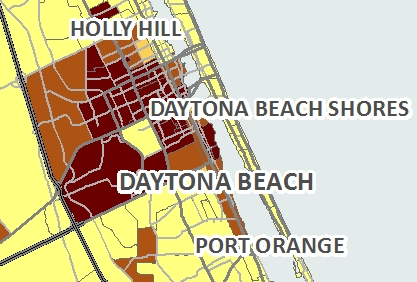 HOLLY HILL
DAYTONA BEACH SHORES
DAYTONA BEACH
PORT ORANGE